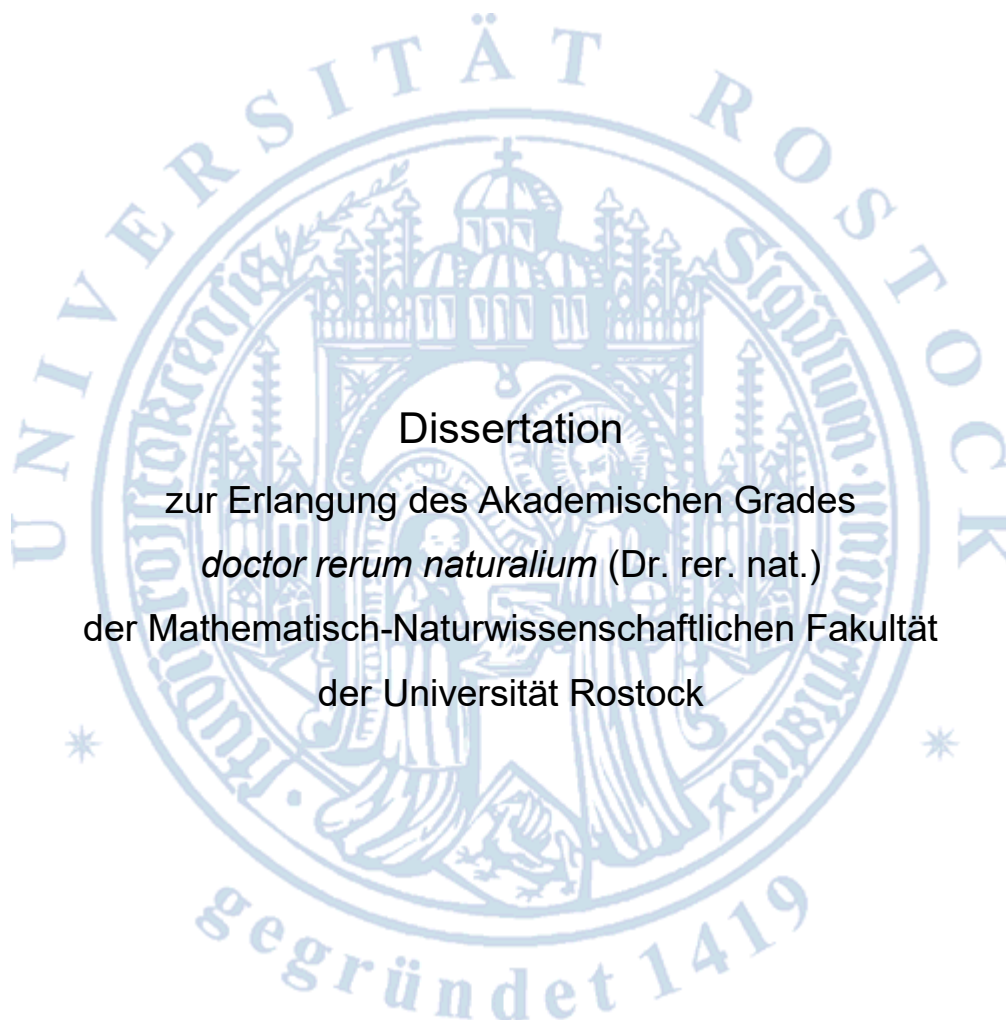 UNIVERSITÄT ROSTOCK
Dissertation
zur Erlangung des Akademischen Grades
doctor rerum naturalium (Dr. rer. nat.)
der Mathematisch-Naturwissenschaftlichen Fakultät
der Universität Rostock
gegründet 1419